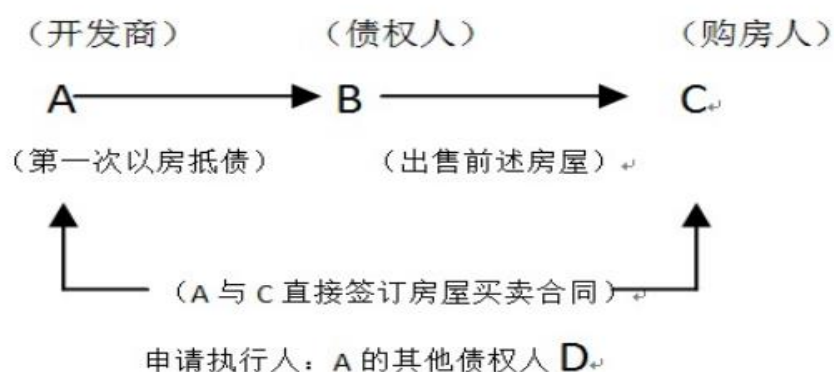 （开发商） （债权人） （购房人）
A B C
（第一次以房抵债） （出售前述房屋）
（A 与 C 直接签订房屋买卖合同）
申请执行人：A 的其他债权人 D